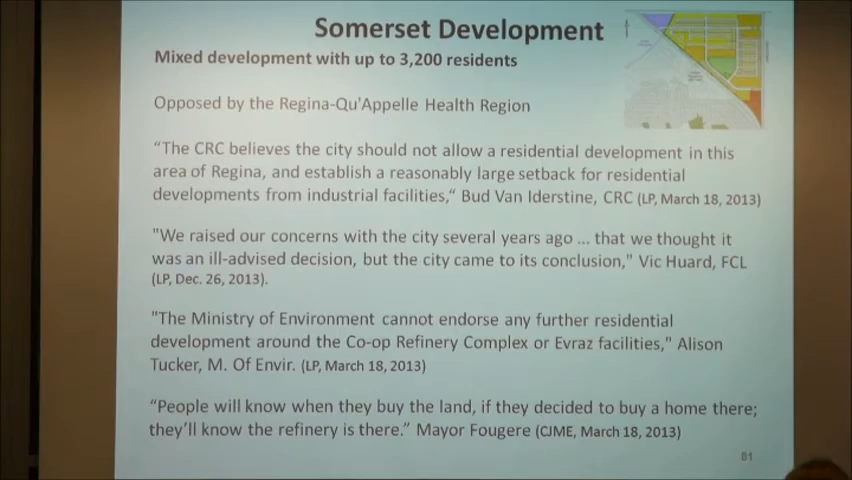 Somerset Development
Mixed development with up to 3,200 residents
Opposed by the Regina-Qu'Appelle Health Region
“The CRC believes the city should not allow a residential development in this
area of Regina, and establish a reasonably large setback for residential
developments from industrial facilities,“ Bud Van Iderstine, CRC (LP, March 18, 2013)
"We raised our concerns with the city several years ago ... that we thought it
was an ill-advised decision, but the city came to its conclusion," Vic Huard, FCL
(LP, Dec. 26, 2013).
"The Ministry of Environment cannot endorse any further residential
development around the Co-op Refinery Complex or Evraz facilities," Alison
Tucker, M. Of Envir. (LP, March 18, 2013)
“People will know when they buy the land, if they decided to buy a home there;
they’ll know the refinery is there.” Mayor Fougere (CJME, March 18, 2013)
81